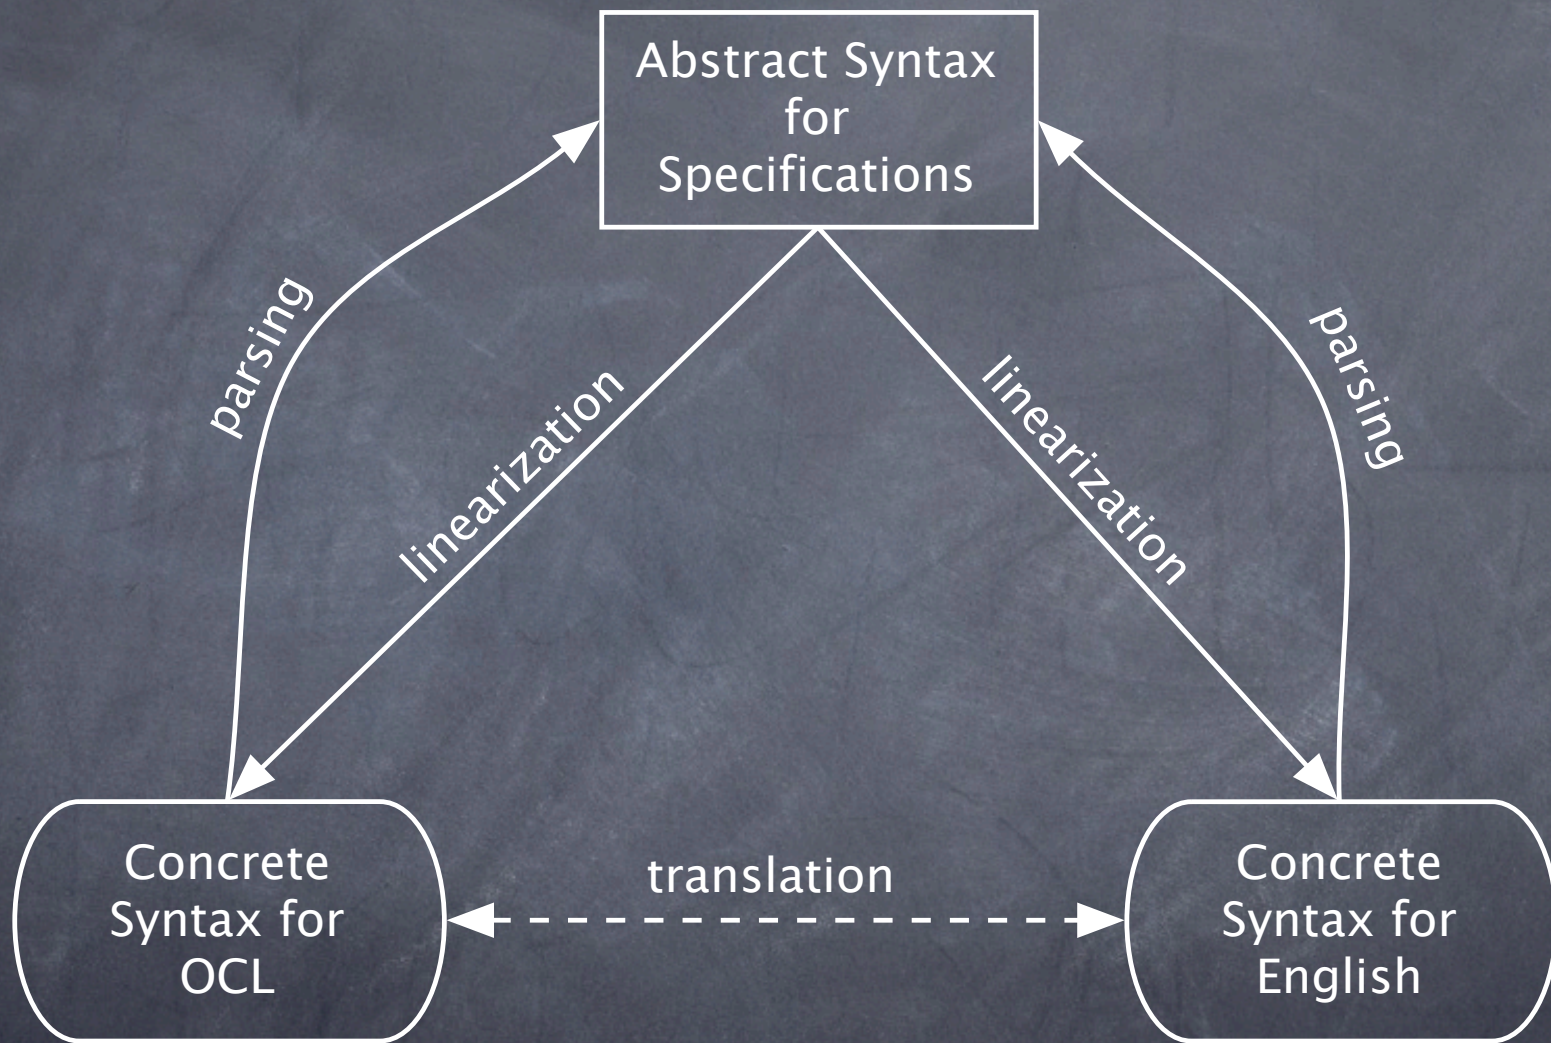 Abstract Syntax
for
Specifications
parsing
linearization
linearization
parsing
translation
Concrete
Syntax for
OCL
Concrete
Syntax for
English